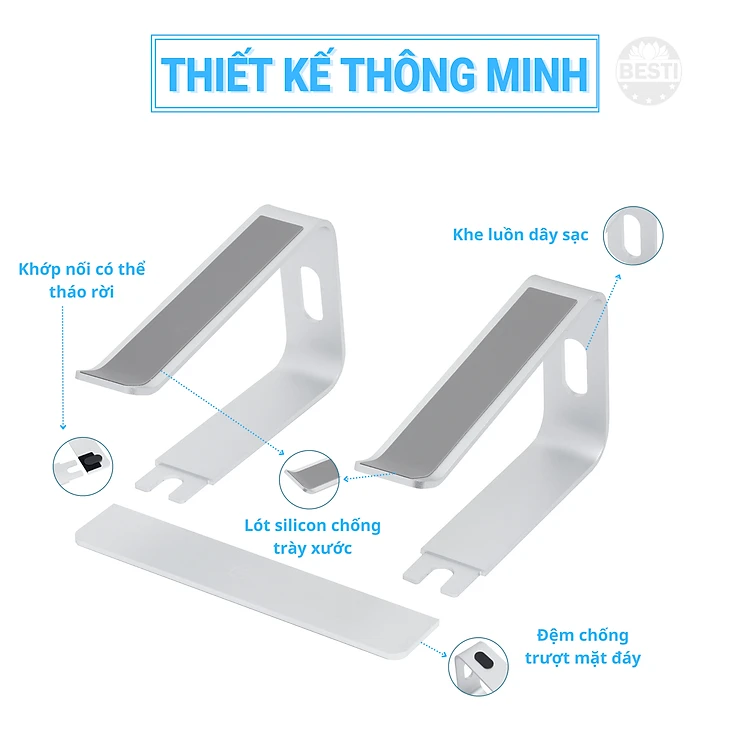 THIẾT KẾ THÔNG MINH
BESTI
Khe luồn dây sạc
Khớp nối có thể
tháo rời
Lót silicon chống
trày xước
Đệm chống
trượt mặt đáy